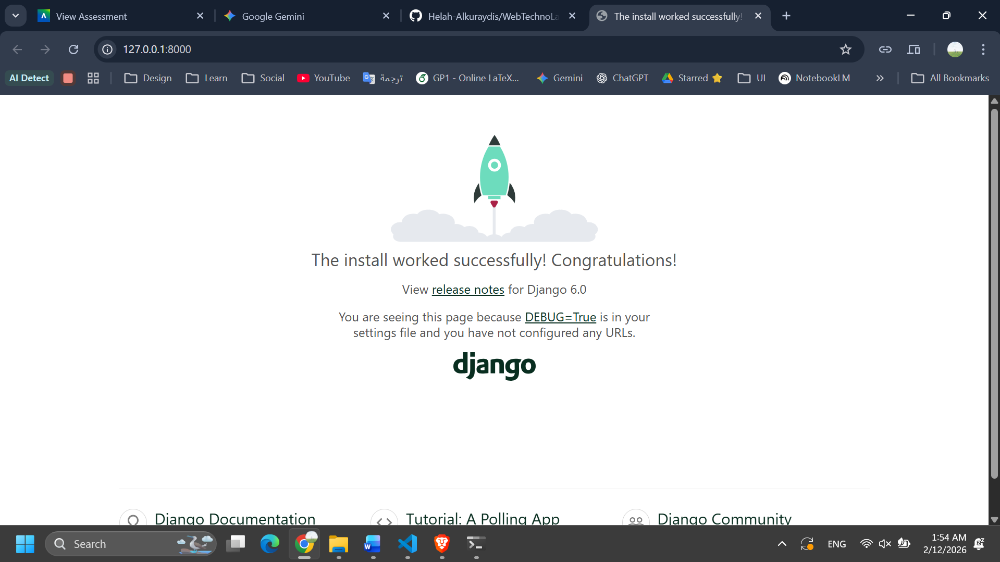 View Assessment
Google Gemini
Helah-Alkuraydis/WebTechnoLa
The install worked successfully!
127.0.0.1:8000
AI Detect
Design
Learn
Social
YouTube
ترجمة
GP1 - Online LaTeX...
Gemini
ChatGPT
Starred
UI
NotebookLM
All Bookmarks
The install worked successfully! Congratulations!
View release notes for Django 6.0
You are seeing this page because DEBUG=True is in your
settings file and you have not configured any URLs.
django
Django Documentation
Tutorial: A Polling App
Django Community
Search
ENG
1:54 AM
2/12/2026